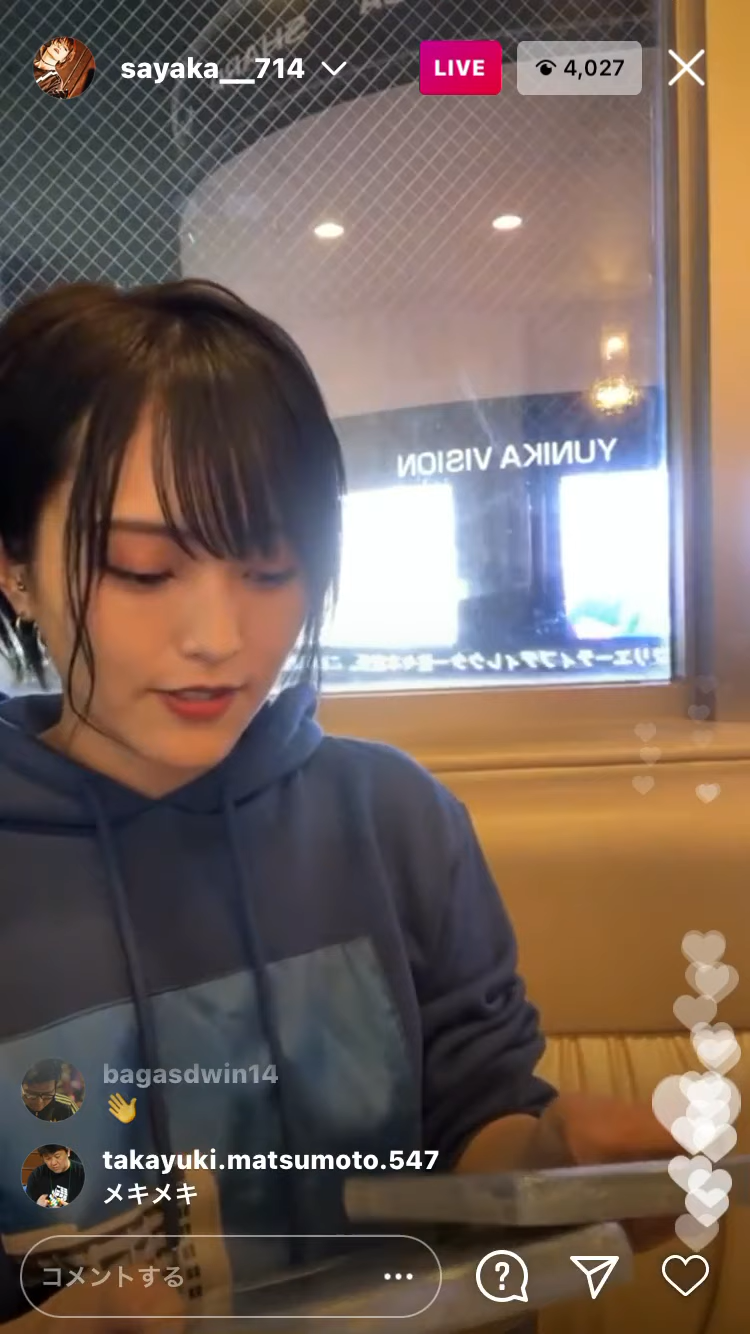 SHAB
sayaka__714
LIVE
4,027
YUNIKA VISION
bagasdwin14
👋
takayuki.matsumoto.547
メキメキ
コメントする